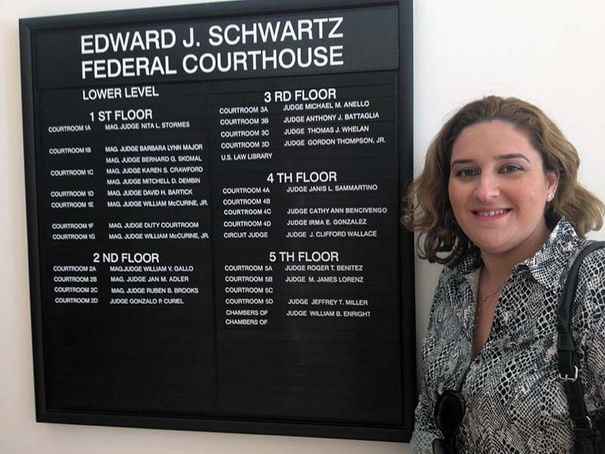 EDWARD J. SCHWARTZ
FEDERAL COURTHOUSE
LOWER LEVEL
1 ST FLOOR
COURTROOM 1A MAG. JUDGE NITA L. STORMES
COURTROOM 1B MAG. JUDGE BARBARA LYNN MAJOR
MAG. JUDGE BERNARD G. SKOMAL
COURTROOM 1C MAG. JUDGE KAREN S. CRAWFORD
MAG. JUDGE MITCHELL D. DEMBIN
COURTROOM 1D MAG. JUDGE DAVID H. BARTICK
COURTROOM 1E MAG. JUDGE WILLIAM McCURINE, JR.
COURTROOM 1F MAG. JUDGE DUTY COURTROOM
COURTROOM 1G MAG. JUDGE WILLIAM McCURINE, JR.
2 ND FLOOR
COURTROOM 2A MAG.JUDGE WILLIAM V. GALLO
COURTROOM 2B MAG. JUDGE JAN M. ADLER
COURTROOM 2C MAG. JUDGE RUBEN B. BROOKS
COURTROOM 2D JUDGE GONZALO P. CURIEL
3 RD FLOOR
COURTROOM 3A JUDGE MICHAEL M. ANELLO
COURTROOM 3B JUDGE ANTHONY J. BATTAGLIA
COURTROOM 3C JUDGE THOMAS J. WHELAN
COURTROOM 3D JUDGE GORDON THOMPSON, JR.
U.S. LAW LIBRARY
4 TH FLOOR
COURTROOM 4A JUDGE JANIS L. SAMMARTINO
COURTROOM 4B
COURTROOM 4C JUDGE CATHY ANN BENCIVENGO
COURTROOM 4D JUDGE IRMA E. GONZALEZ
CIRCUIT JUDGE JUDGE J. CLIFFORD WALLACE
5 TH FLOOR
COURTROOM 5A JUDGE ROGER T. BENITEZ
COURTROOM 5B JUDGE M. JAMES LORENZ
COURTROOM 5C
COURTROOM 5D JUDGE JEFFREY T. MILLER
CHAMBERS OF JUDGE WILLIAM B. ENRIGHT
CHAMBERS OF